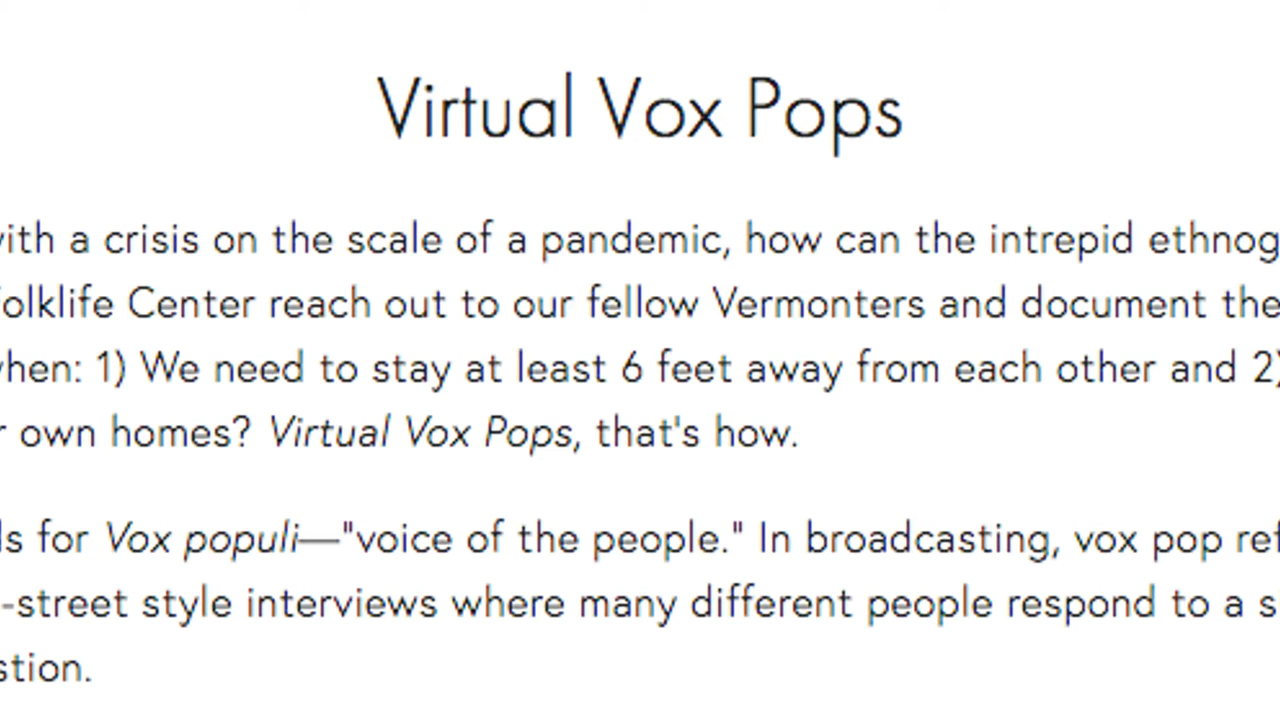 Virtual Vox Pops
with a crisis on the scale of a pandemic, how can the intrepid ethnog
Folklife Center reach out to our fellow Vermonters and document the
when: 1) We need to stay at least 6 feet away from each other and 2)
r own homes? Virtual Vox Pops, that's how.
ds for Vox populi—"voice of the people." In broadcasting, vox pop ref
-street style interviews where many different people respond to a s
stion.